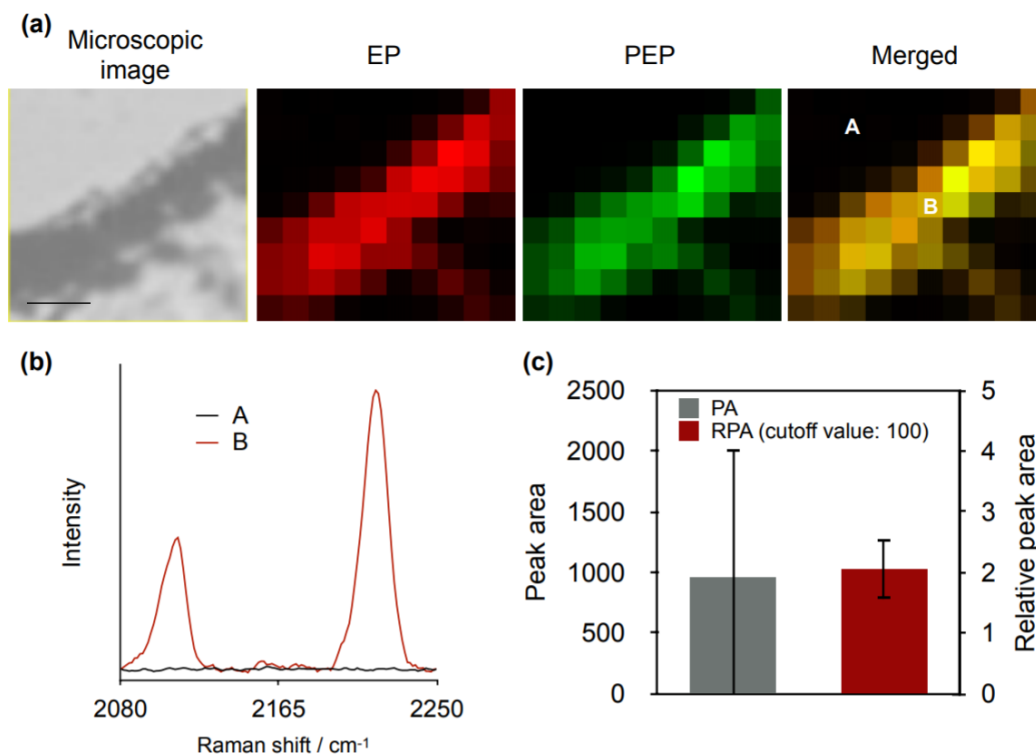 (a)
Microscopic
image
EP
PEP
Merged
A
B
(b)
A
B
Intensity
2080
2165
2250
Raman shift / cm-1
(c)
PA
RPA (cutoff value: 100)
Peak area
2500
2000
1500
1000
500
0
Relative peak area
5
4
3
2
1
0